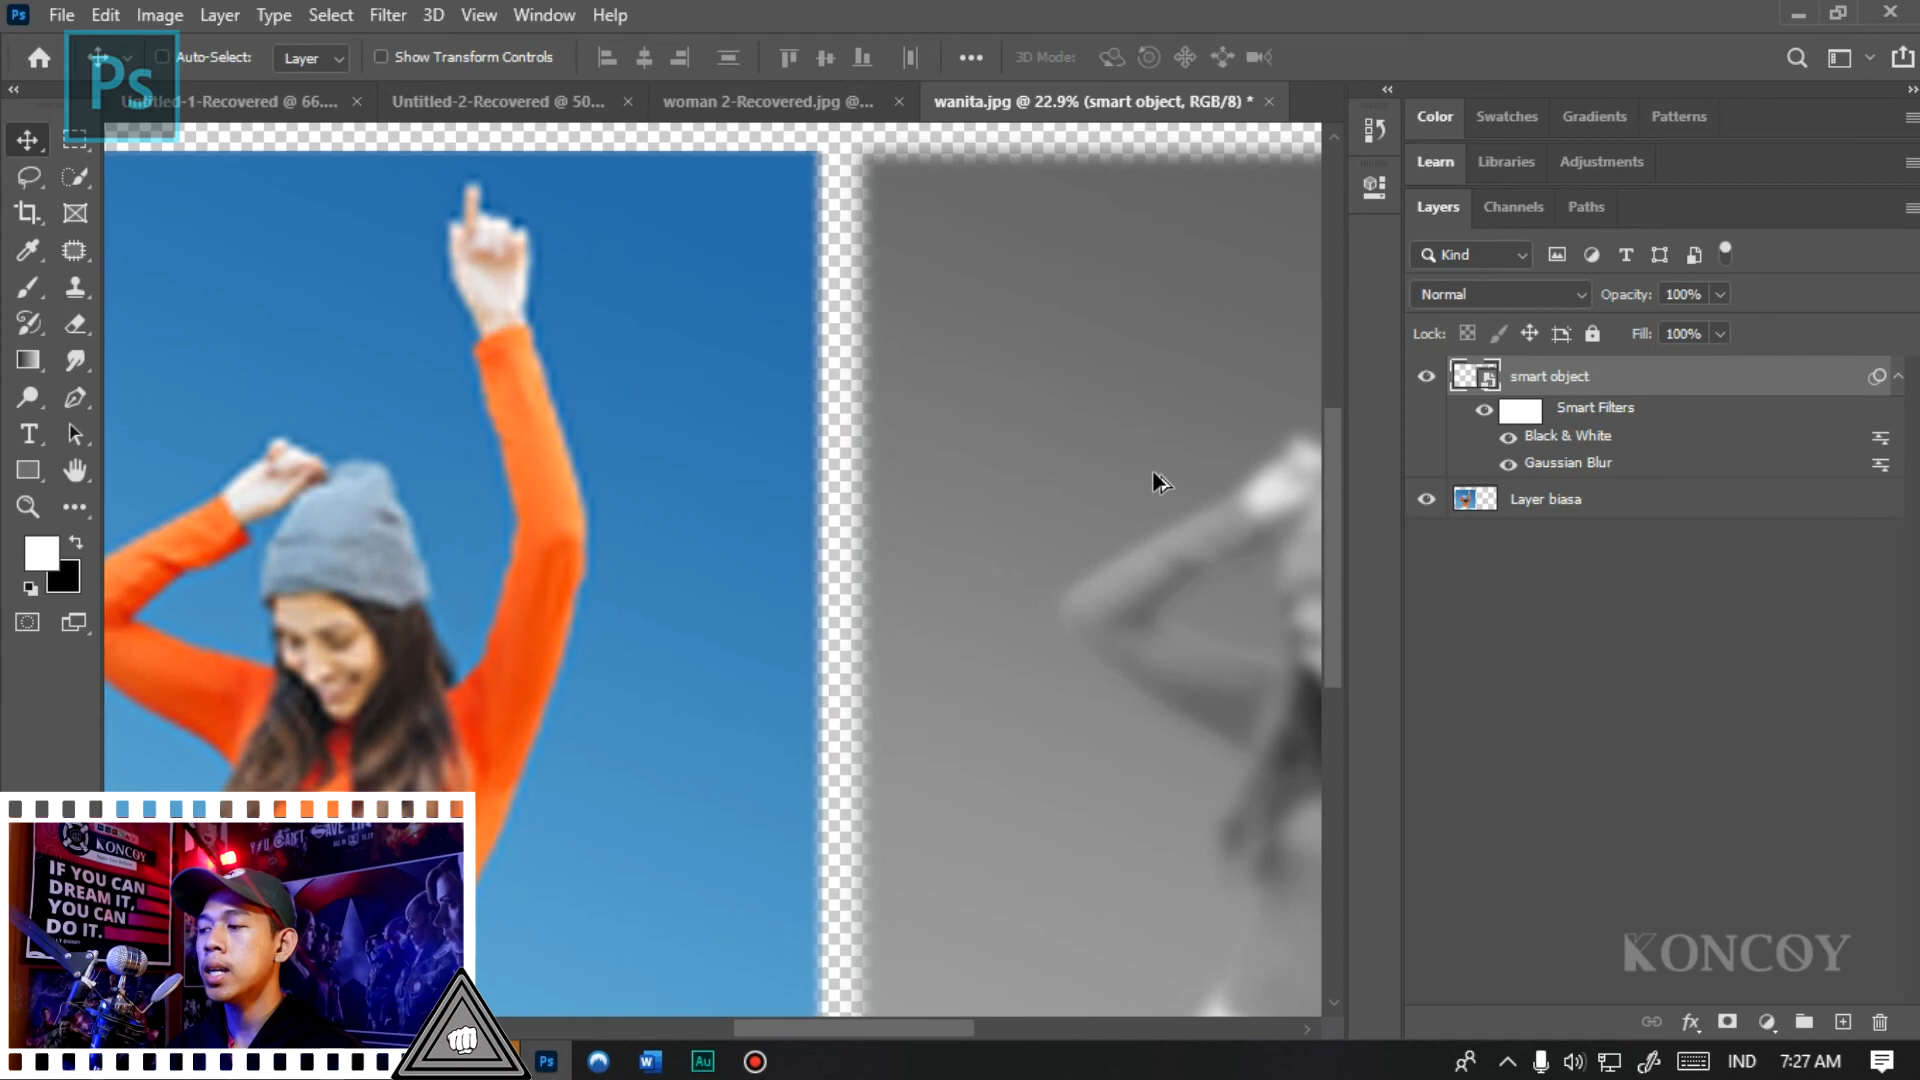 Ps File Edit Image Layer Type Select Filter 3D View Window Help
Auto-Select: Layer Show Transform Controls 3D Mode:
Ps
Untitled-1-Recovered @ 66.... Untitled-2-Recovered @ 50... woman 2-Recovered.jpg @... wanita.jpg @ 22.9% (smart object, RGB/8) *
Color Swatches Gradients Patterns
Learn Libraries Adjustments
Layers Channels Paths
Kind
Normal Opacity: 100%
Lock: Fill: 100%
smart object
Smart Filters
Black & White
Gaussian Blur
Layer biasa
KONCOY
KONCOY
IF YOU CAN
DREAM IT,
YOU CAN
DO IT.
fx
Ps W Au IND 7:27 AM